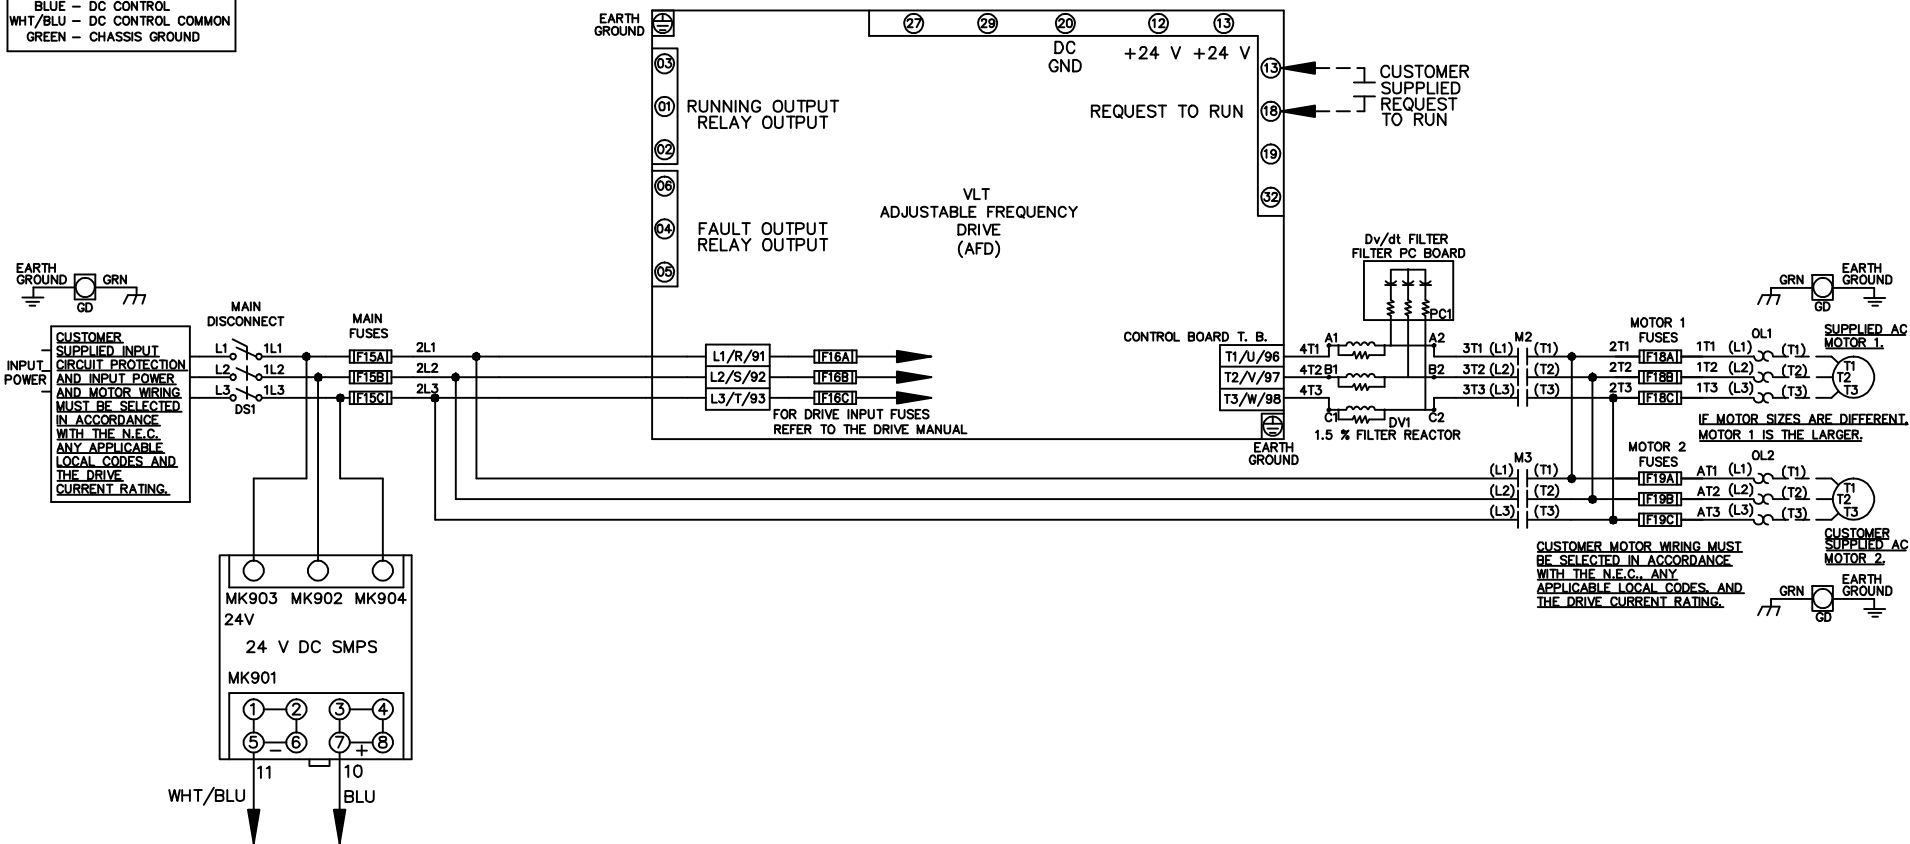 BLUE – DC CONTROL
WHT/BLU – DC CONTROL COMMON
GREEN – CHASSIS GROUND
EARTH
GROUND
27 29 20 12 13
DC
GND
+24 V +24 V
03
01
02
RUNNING OUTPUT
RELAY OUTPUT
06
04
05
FAULT OUTPUT
RELAY OUTPUT
VLT
ADJUSTABLE FREQUENCY
DRIVE
(AFD)
13
REQUEST TO RUN 18
19
32
CUSTOMER
SUPPLIED
REQUEST
TO RUN
EARTH
GROUND
GRN
GD
INPUT
POWER
CUSTOMER
SUPPLIED INPUT
CIRCUIT PROTECTION
AND INPUT POWER
AND MOTOR WIRING
MUST BE SELECTED
IN ACCORDANCE
WITH THE N.E.C.
ANY APPLICABLE
LOCAL CODES AND
THE DRIVE
CURRENT RATING.
MAIN
DISCONNECT
L1 1L1
L2 1L2
L3 1L3
DS1
MAIN
FUSES
F15A 2L1
F15B 2L2
F15C 2L3
L1/R/91 F16A
L2/S/92 F16B
L3/T/93 F16C
FOR DRIVE INPUT FUSES
REFER TO THE DRIVE MANUAL
CONTROL BOARD T. B.
T1/U/96
T2/V/97
T3/W/98
EARTH
GROUND
Dv/dt FILTER
FILTER PC BOARD
PC1
4T1 A1 A2
4T2 B1 B2
4T3
C1 C2
DV1
1.5 % FILTER REACTOR
M2
3T1 (L1) (T1)
3T2 (L2) (T2)
3T3 (L3) (T3)
MOTOR 1
FUSES
2T1 F18A 1T1 (L1) (T1)
2T2 F18B 1T2 (L2) (T2)
2T3 F18C 1T3 (L3) (T3)
OL1
GRN
GD
EARTH
GROUND
SUPPLIED AC
MOTOR 1.
T1
T2
T3
IF MOTOR SIZES ARE DIFFERENT,
MOTOR 1 IS THE LARGER.
M3
(L1) (T1)
(L2) (T2)
(L3) (T3)
MOTOR 2
FUSES
F19A AT1 (L1) (T1)
F19B AT2 (L2) (T2)
F19C AT3 (L3) (T3)
OL2
T1
T2
T3
CUSTOMER
SUPPLIED AC
MOTOR 2.
CUSTOMER MOTOR WIRING MUST
BE SELECTED IN ACCORDANCE
WITH THE N.E.C., ANY
APPLICABLE LOCAL CODES, AND
THE DRIVE CURRENT RATING.
GRN
GD
EARTH
GROUND
MK903 MK902 MK904
24V
24 V DC SMPS
MK901
1 2 3 4
5 – 6 7 + 8
11 10
WHT/BLU BLU